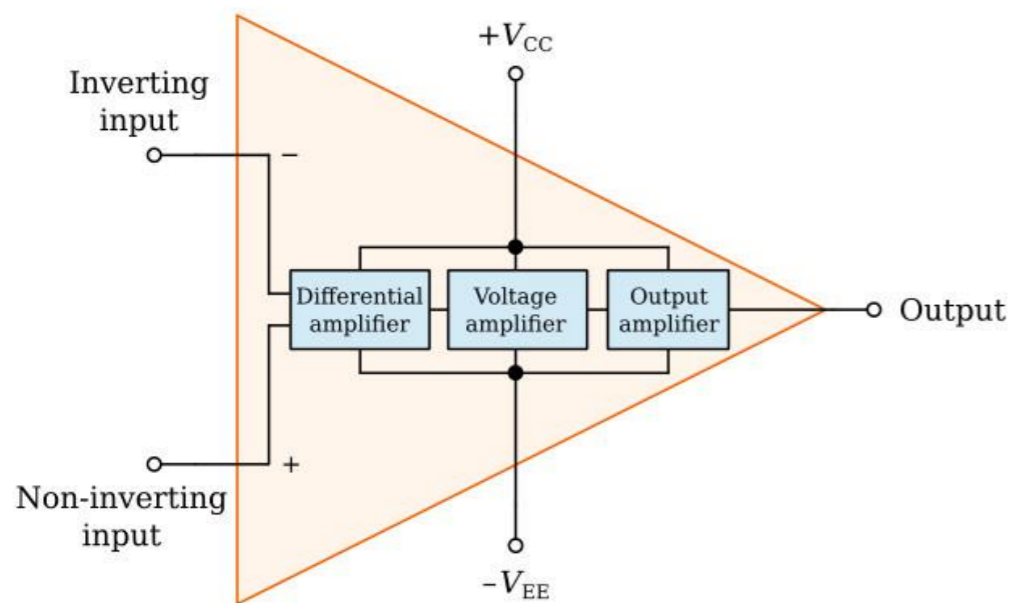 +VCC
Inverting
input
−
Differential
amplifier
Voltage
amplifier
Output
amplifier
Output
+
Non-inverting
input
–VEE